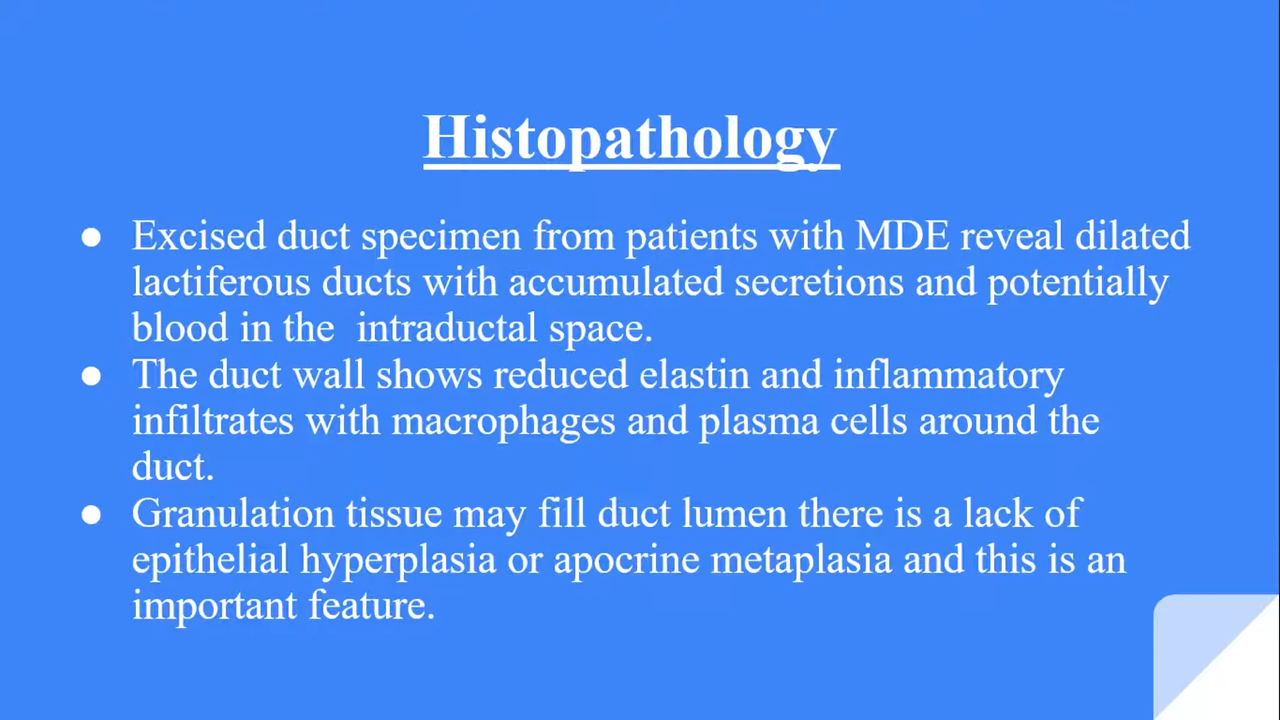 Histopathology
● Excised duct specimen from patients with MDE reveal dilated
lactiferous ducts with accumulated secretions and potentially
blood in the  intraductal space.
● The duct wall shows reduced elastin and inflammatory
infiltrates with macrophages and plasma cells around the
duct.
● Granulation tissue may fill duct lumen there is a lack of
epithelial hyperplasia or apocrine metaplasia and this is an
important feature.